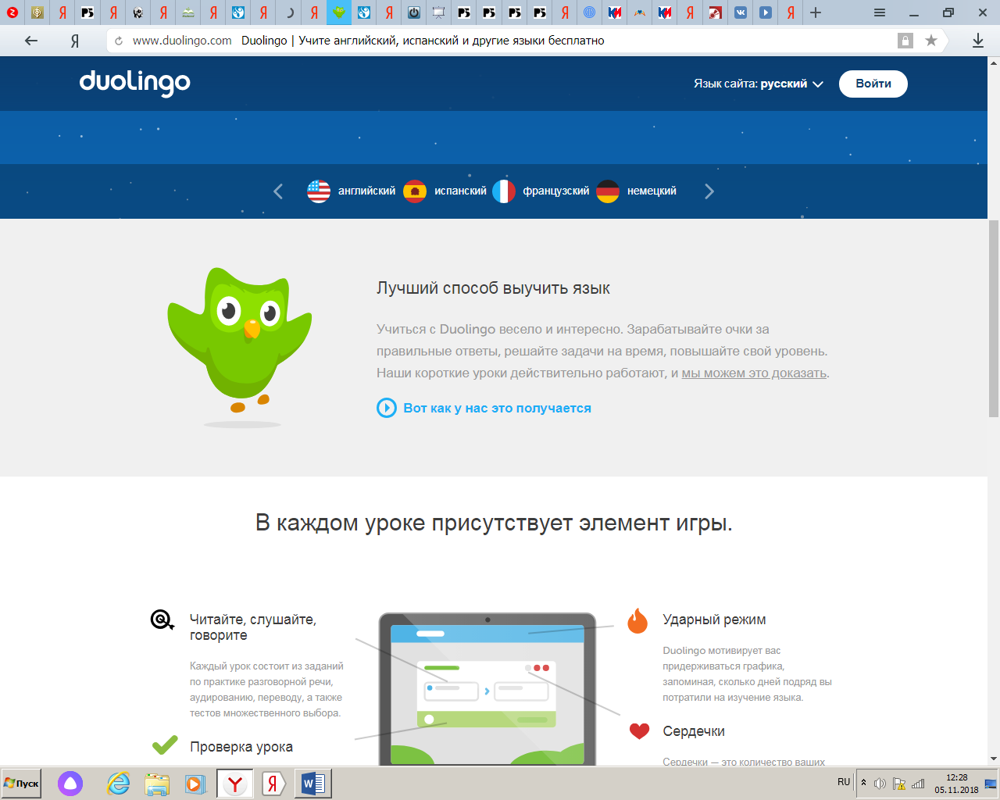 www.duolingo.com Duolingo | Учите английский, испанский и другие языки бесплатно
duolingo
Язык сайта: русский
Войти
английский
испанский
французский
немецкий
Лучший способ выучить язык
Учиться с Duolingo весело и интересно. Зарабатывайте очки за
правильные ответы, решайте задачи на время, повышайте свой уровень.
Наши короткие уроки действительно работают, и мы можем это доказать.
Вот как у нас это получается
В каждом уроке присутствует элемент игры.
Читайте, слушайте,
говорите
Каждый урок состоит из заданий
по практике разговорной речи,
аудированию, переводу, а также
тестов множественного выбора.
Проверка урока
Ударный режим
Duolingo мотивирует вас
придерживаться графика,
запоминая, сколько дней подряд вы
потратили на изучение языка.
Сердечки
Сердечки — это количество ваших
Пуск
RU
12:28
05.11.2018